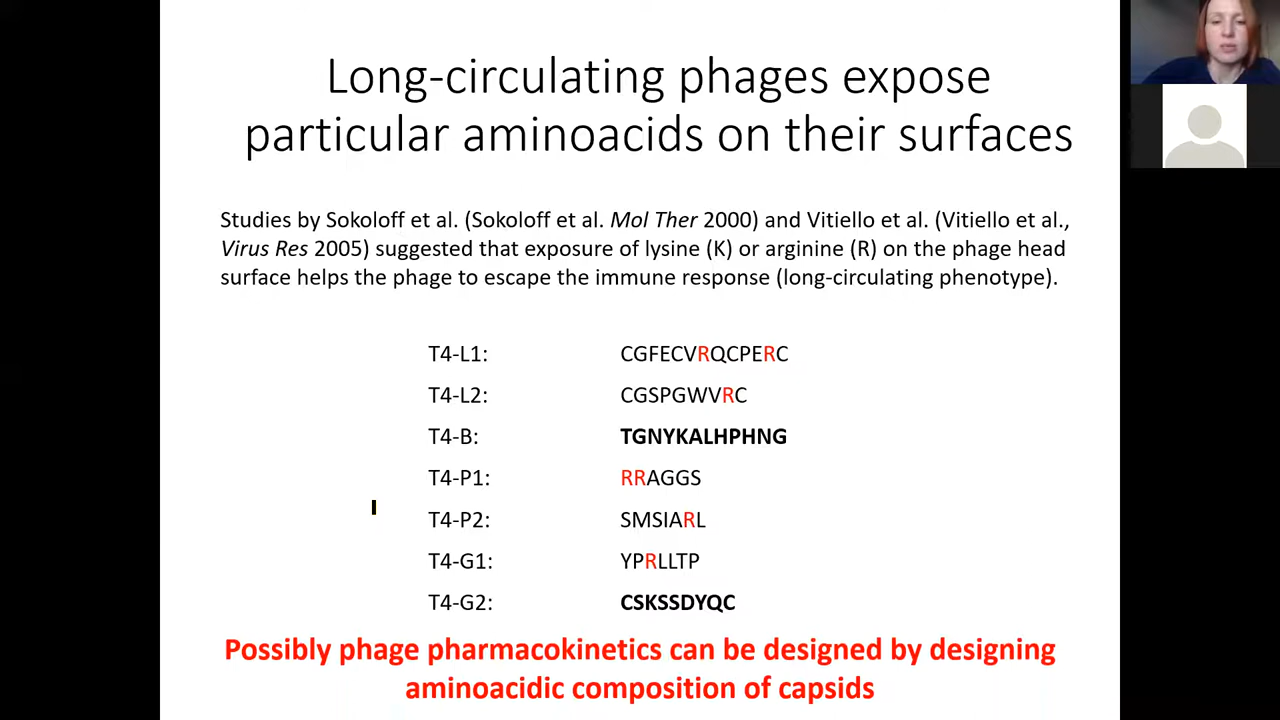 Long-circulating phages expose
particular aminoacids on their surfaces
Studies by Sokoloff et al. (Sokoloff et al. Mol Ther 2000) and Vitiello et al. (Vitiello et al.,
Virus Res 2005) suggested that exposure of lysine (K) or arginine (R) on the phage head
surface helps the phage to escape the immune response (long-circulating phenotype).
T4-L1: CGFECVRQCPERC
T4-L2: CGSPGWVRC
T4-B: TGNYKALHPHNG
T4-P1: RRAGGS
T4-P2: SMSIARL
T4-G1: YPRLLTP
T4-G2: CSKSSDYQC
Possibly phage pharmacokinetics can be designed by designing
aminoacidic composition of capsids